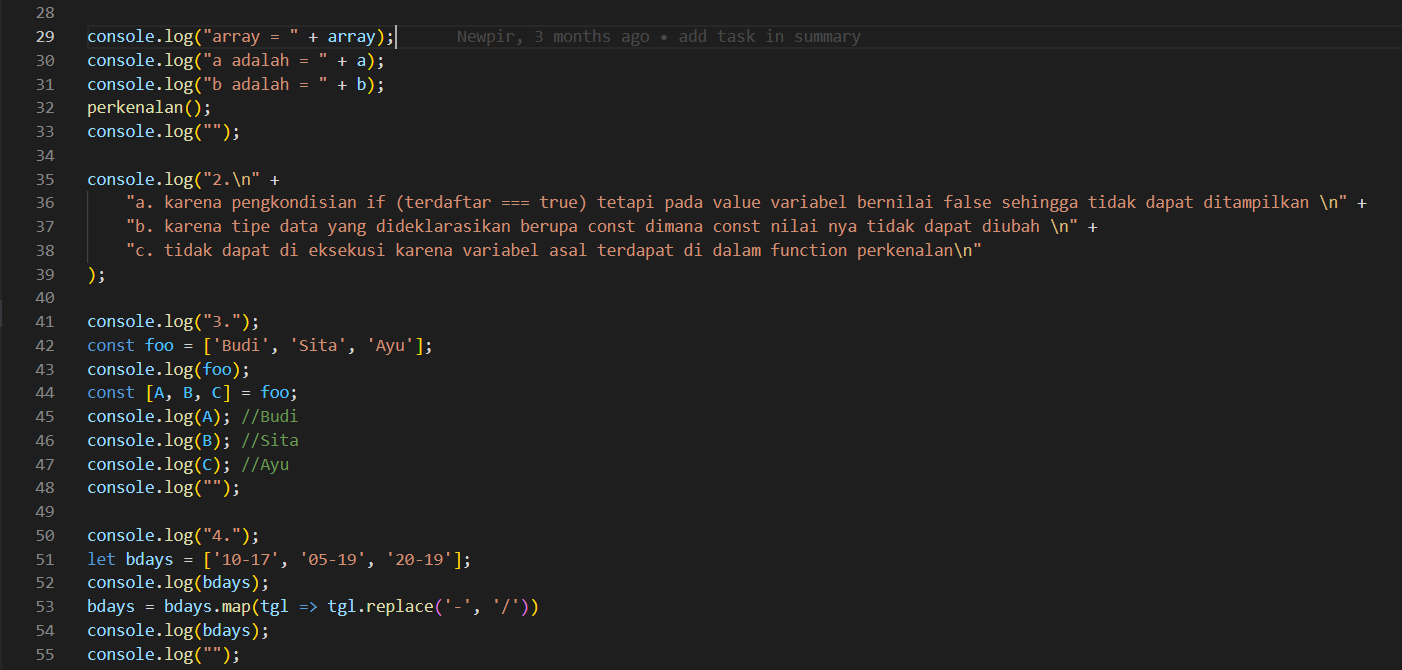 28
29 console.log("array = " + array); Newpir, 3 months ago • add task in summary
30 console.log("a adalah = " + a);
31 console.log("b adalah = " + b);
32 perkenalan();
33 console.log("");
34
35 console.log("2.\n" +
36     "a. karena pengkondisian if (terdaftar === true) tetapi pada value variabel bernilai false sehingga tidak dapat ditampilkan \n" +
37     "b. karena tipe data yang dideklarasikan berupa const dimana const nilai nya tidak dapat diubah \n" +
38     "c. tidak dapat di eksekusi karena variabel asal terdapat di dalam function perkenalan\n"
39 );
40
41 console.log("3.");
42 const foo = ['Budi', 'Sita', 'Ayu'];
43 console.log(foo);
44 const [A, B, C] = foo;
45 console.log(A); //Budi
46 console.log(B); //Sita
47 console.log(C); //Ayu
48 console.log("");
49
50 console.log("4.");
51 let bdays = ['10-17', '05-19', '20-19'];
52 console.log(bdays);
53 bdays = bdays.map(tgl => tgl.replace('-', '/'))
54 console.log(bdays);
55 console.log("");